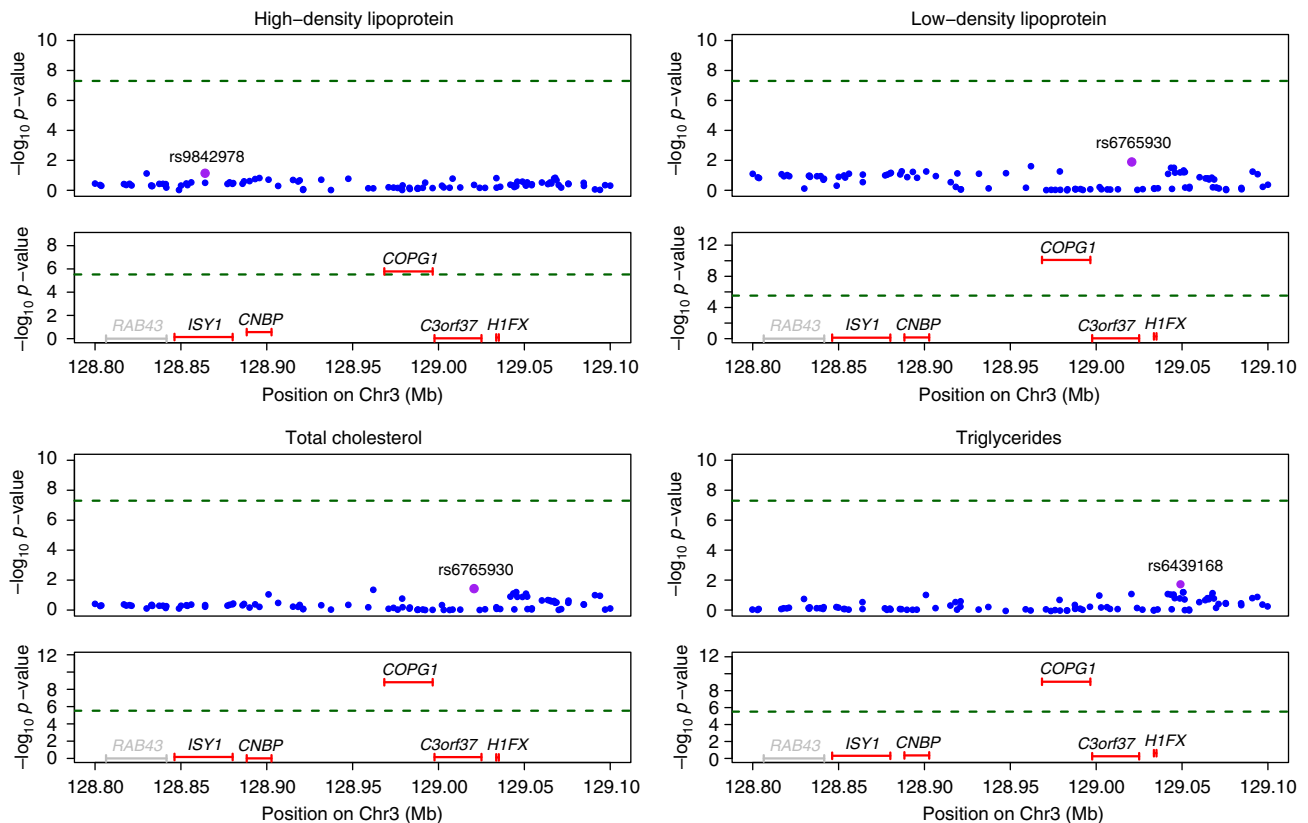 High−density lipoprotein
Low−density lipoprotein
−log10 p−value
10
8
6
4
2
0
rs9842978
−log10 p−value
10
8
6
4
2
0
rs6765930
−log10 p−value
8
6
4
2
0
COPG1
RAB43
ISY1
CNBP
C3orf37
H1FX
128.80
128.85
128.90
128.95
129.00
129.05
129.10
Position on Chr3 (Mb)
−log10 p−value
12
8
4
0
COPG1
RAB43
ISY1
CNBP
C3orf37
H1FX
128.80
128.85
128.90
128.95
129.00
129.05
129.10
Position on Chr3 (Mb)
Total cholesterol
Triglycerides
−log10 p−value
10
8
6
4
2
0
rs6765930
−log10 p−value
10
8
6
4
2
0
rs6439168
−log10 p−value
12
10
8
6
4
2
0
COPG1
RAB43
ISY1
CNBP
C3orf37
H1FX
128.80
128.85
128.90
128.95
129.00
129.05
129.10
Position on Chr3 (Mb)
−log10 p−value
12
10
8
6
4
2
0
COPG1
RAB43
ISY1
CNBP
C3orf37
H1FX
128.80
128.85
128.90
128.95
129.00
129.05
129.10
Position on Chr3 (Mb)